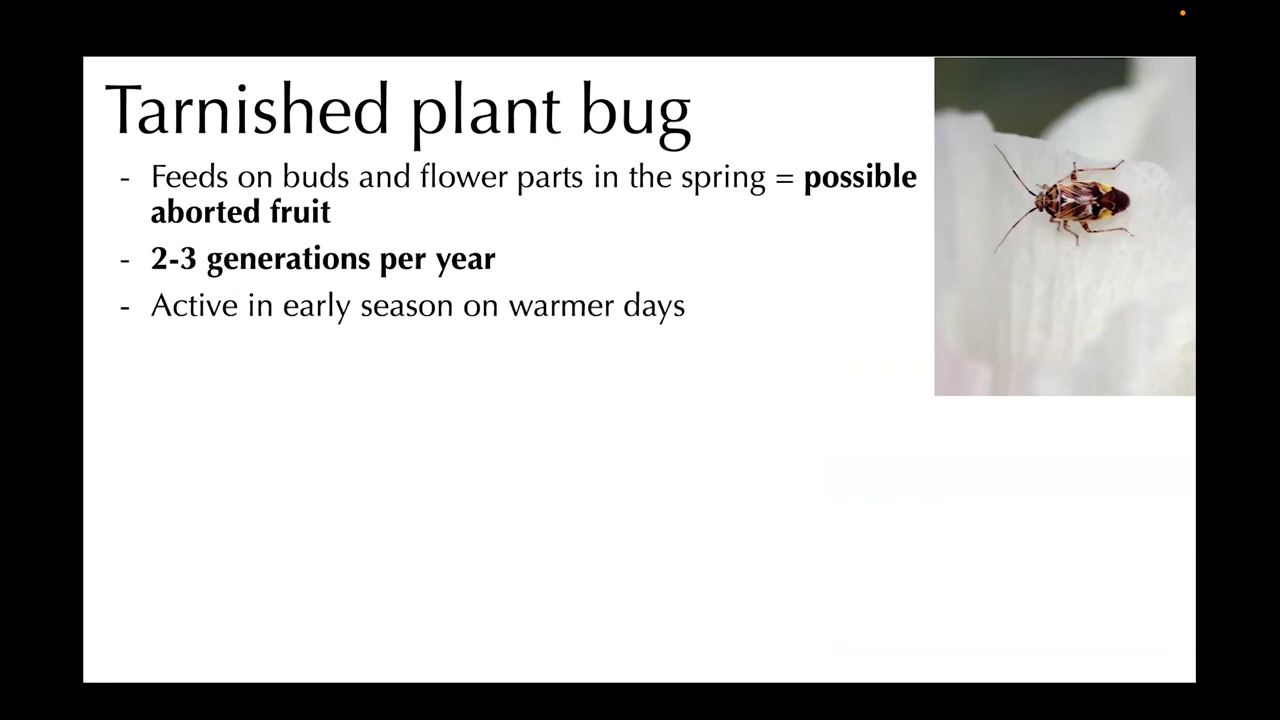 Tarnished plant bug
- Feeds on buds and flower parts in the spring = possible
aborted fruit
- 2-3 generations per year
- Active in early season on warmer days